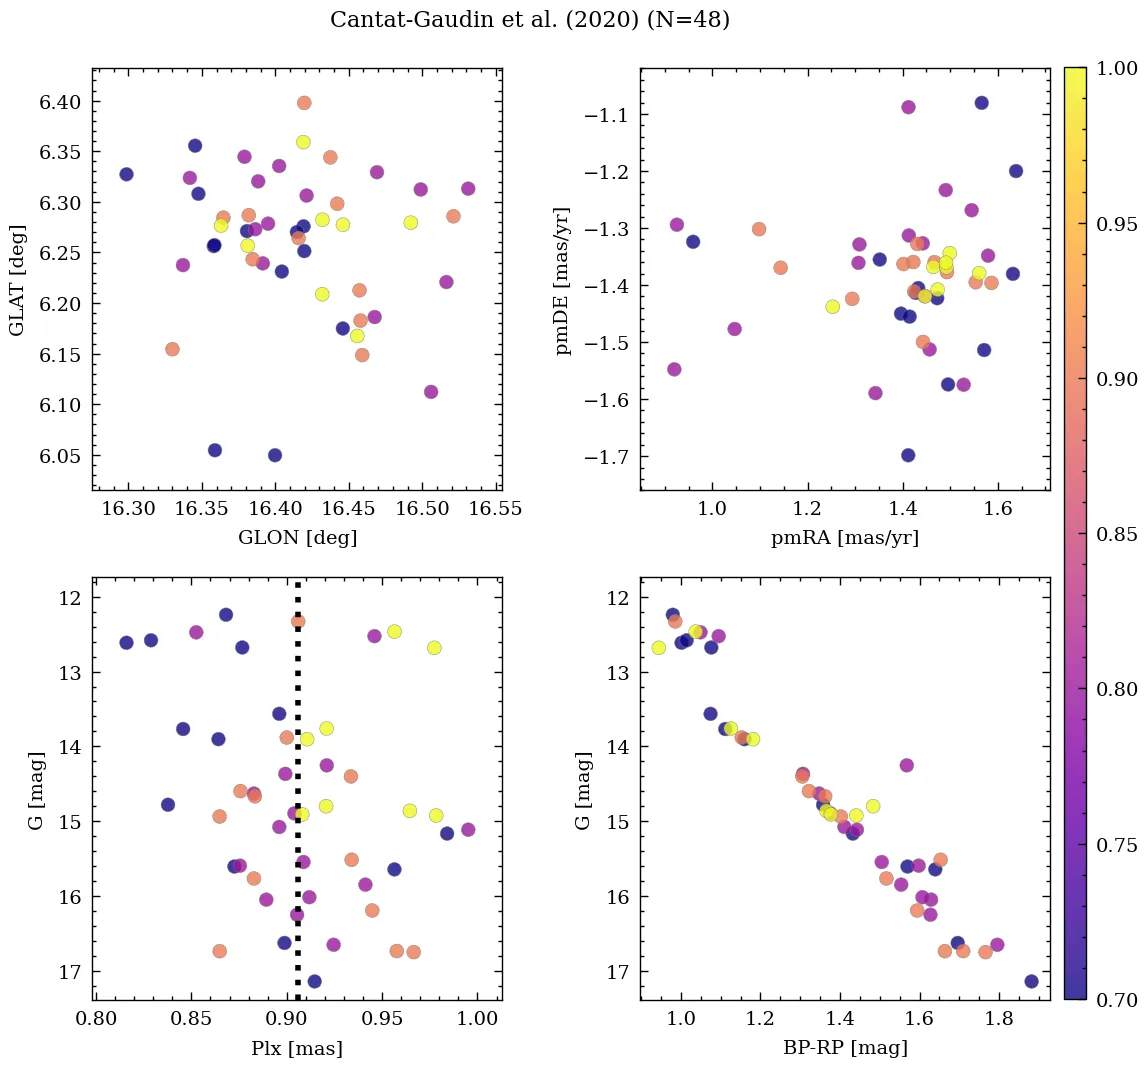 Cantat-Gaudin et al. (2020) (N=48)
6.40
6.35
6.30
6.25
6.20
6.15
6.10
6.05
GLAT [deg]
16.30 16.35 16.40 16.45 16.50 16.55
GLON [deg]
−1.1
−1.2
−1.3
−1.4
−1.5
−1.6
−1.7
pmDE [mas/yr]
1.0 1.2 1.4 1.6
pmRA [mas/yr]
12
13
14
15
16
17
G [mag]
0.80 0.85 0.90 0.95 1.00
Plx [mas]
12
13
14
15
16
17
G [mag]
1.0 1.2 1.4 1.6 1.8
BP-RP [mag]
1.00
0.95
0.90
0.85
0.80
0.75
0.70